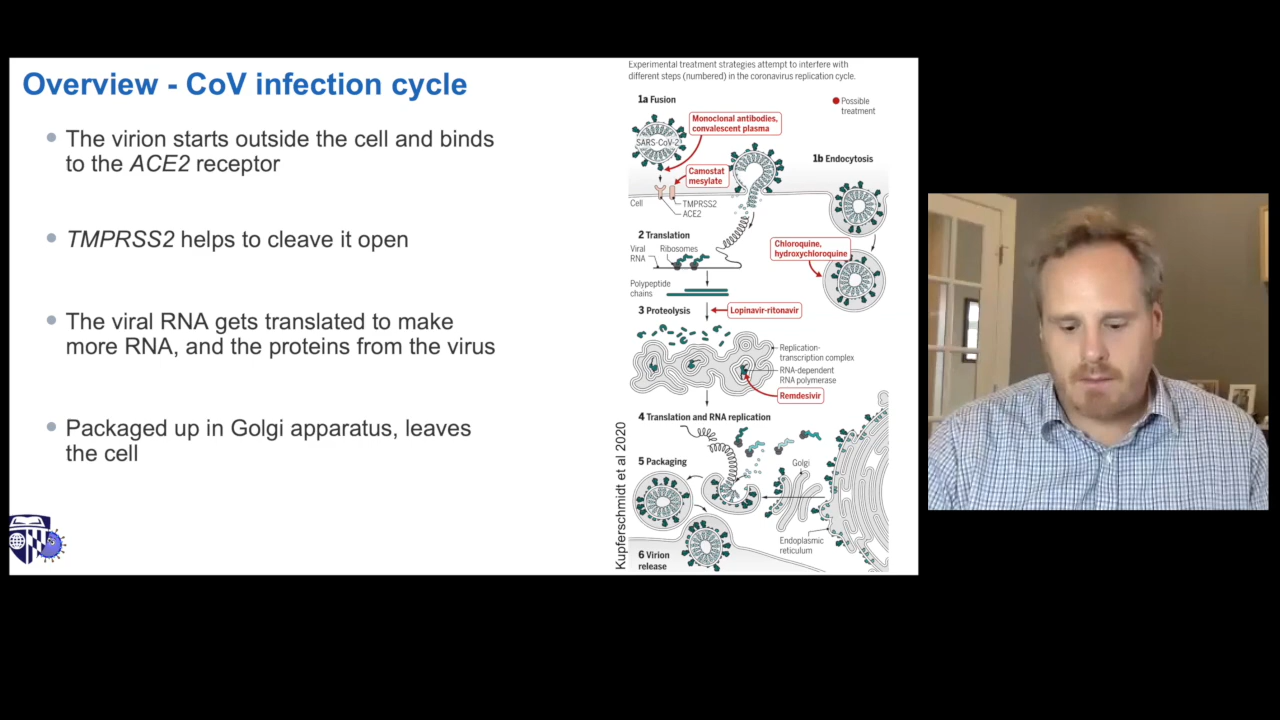 Overview - CoV infection cycle
The virion starts outside the cell and binds
to the ACE2 receptor
TMPRSS2 helps to cleave it open
The viral RNA gets translated to make
more RNA, and the proteins from the virus
Packaged up in Golgi apparatus, leaves
the cell
Experimental treatment strategies attempt to interfere with
different steps (numbered) in the coronavirus replication cycle.
1a Fusion
Possible
treatment
Monoclonal antibodies,
convalescent plasma
SARS-CoV-2
1b Endocytosis
Camostat
mesylate
Cell
TMPRSS2
ACE2
2 Translation
Viral
RNA
Ribosomes
Chloroquine,
hydroxychloroquine
Polypeptide
chains
3 Proteolysis
Lopinavir-ritonavir
Replication-
transcription complex
RNA-dependent
RNA polymerase
Remdesivir
4 Translation and RNA replication
5 Packaging
Golgi
Endoplasmic
reticulum
6 Virion
release
Kupferschmidt et al 2020